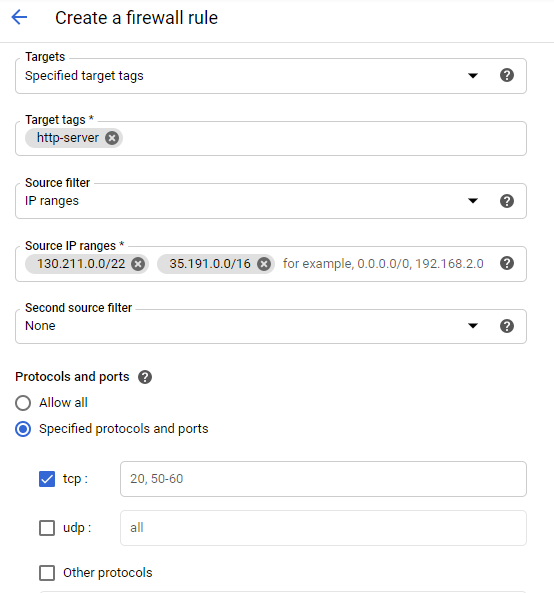 Create a firewall rule
Targets
Specified target tags
Target tags *
http-server
Source filter
IP ranges
Source IP ranges *
130.211.0.0/22 35.191.0.0/16 for example, 0.0.0.0/0, 192.168.2.0
Second source filter
None
Protocols and ports
Allow all
Specified protocols and ports
tcp : 20, 50-60
udp : all
Other protocols